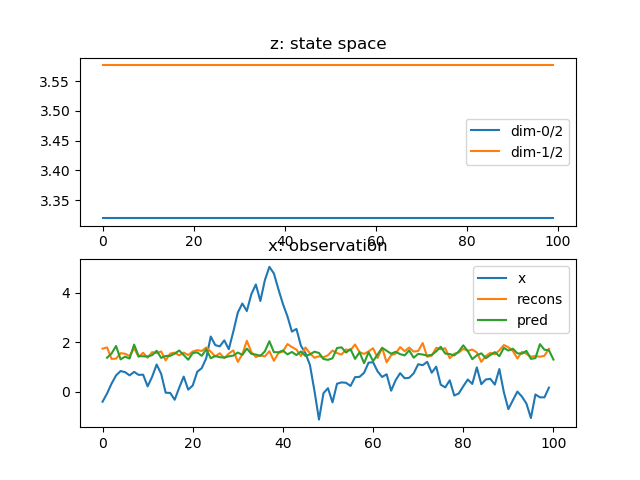 z: state space
3.55
3.50
3.45
3.40
3.35
dim-0/2
dim-1/2
0 20 40 60 80 100
x: observation
4
2
0
x
recons
pred
0 20 40 60 80 100